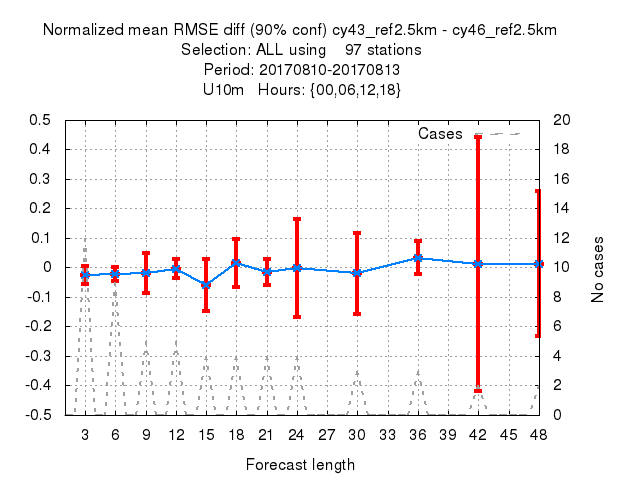 Normalized mean RMSE diff (90% conf) cy43_ref2.5km - cy46_ref2.5km
Selection: ALL using 97 stations
Period: 20170810-20170813
U10m Hours: {00,06,12,18}
0.5 20
Cases
0.4 18
0.3 16
0.2 14
0.1 12
0 10
-0.1 8
-0.2 6
-0.3 4
-0.4 2
-0.5 0
No cases
3 6 9 12 15 18 21 24 30 33 36 39 42 45 48
Forecast length